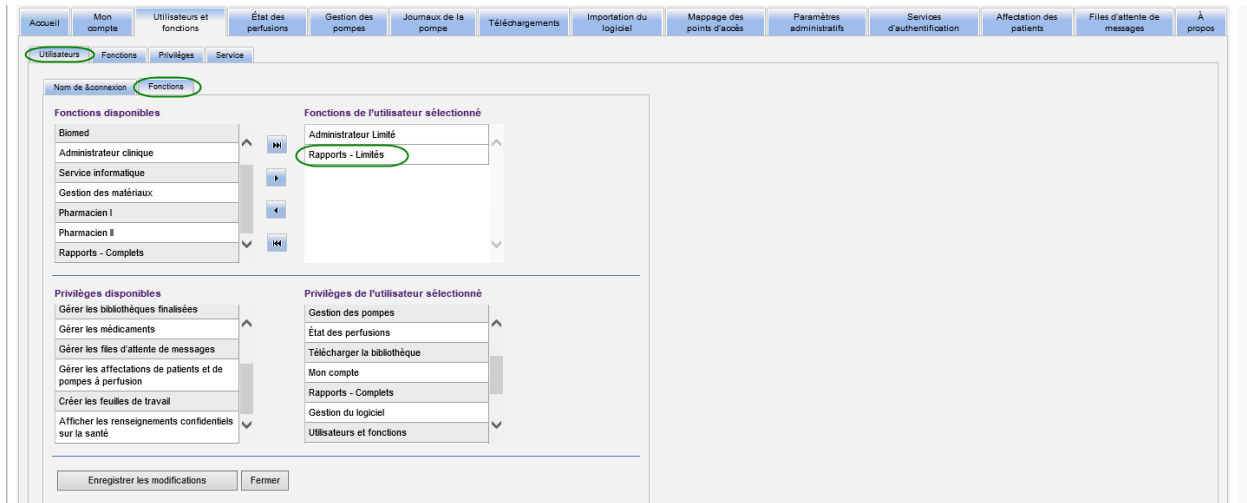 Accueil
Mon compte
Utilisateurs et fonctions
État des perfusions
Gestion des pompes
Journaux de la pompe
Téléchargements
Importation du logiciel
Mappage des points d'accès
Paramètres administratifs
Services d'authentification
Affectation des patients
Files d'attente de messages
À propos
Utilisateurs
Fonctions
Privilèges
Service
Nom de &connexion
Fonctions
Fonctions disponibles
Biomed
Administrateur clinique
Service informatique
Gestion des matériaux
Pharmacien I
Pharmacien II
Rapports - Complets
Fonctions de l'utilisateur sélectionné
Administrateur Limité
Rapports - Limités
Privilèges disponibles
Gérer les bibliothèques finalisées
Gérer les médicaments
Gérer les files d'attente de messages
Gérer les affectations de patients et de
pompes à perfusion
Créer les feuilles de travail
Afficher les renseignements confidentiels
sur la santé
Privilèges de l'utilisateur sélectionné
Gestion des pompes
État des perfusions
Télécharger la bibliothèque
Mon compte
Rapports - Complets
Gestion du logiciel
Utilisateurs et fonctions
Enregistrer les modifications
Fermer